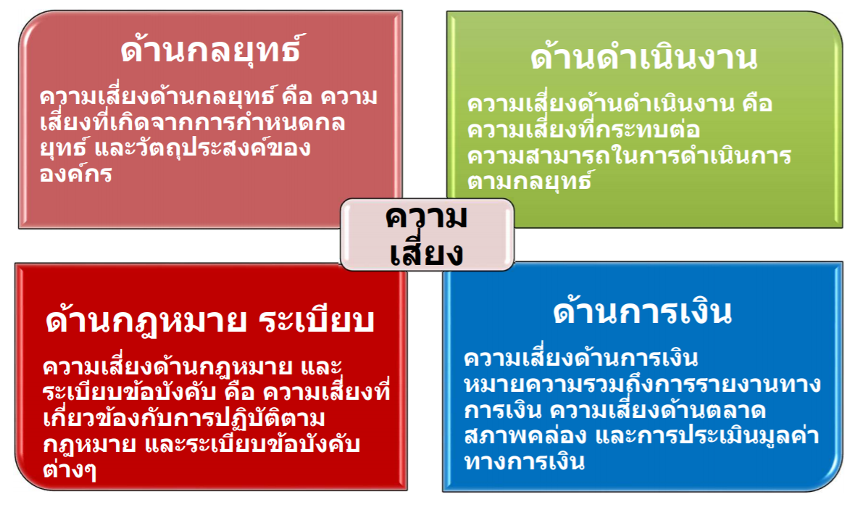 ด้านกลยุทธ์
ความเสี่ยงด้านกลยุทธ์ คือ ความ
เสี่ยงที่เกิดจากการกำหนดกล
ยุทธ์ และวัตถุประสงค์ของ
องค์กร
ด้านดำเนินงาน
ความเสี่ยงด้านดำเนินงาน คือ
ความเสี่ยงที่กระทบต่อ
ความสามารถในการดำเนินการ
ตามกลยุทธ์
ความ
เสี่ยง
ด้านกฎหมาย ระเบียบ
ความเสี่ยงด้านกฎหมาย และ
ระเบียบข้อบังคับ คือ ความเสี่ยงที่
เกี่ยวข้องกับการปฏิบัติตาม
กฎหมาย และระเบียบข้อบังคับ
ต่างๆ
ด้านการเงิน
ความเสี่ยงด้านการเงิน
หมายความรวมถึงการรายงานทาง
การเงิน ความเสี่ยงด้านตลาด
สภาพคล่อง และการประเมินมูลค่า
ทางการเงิน